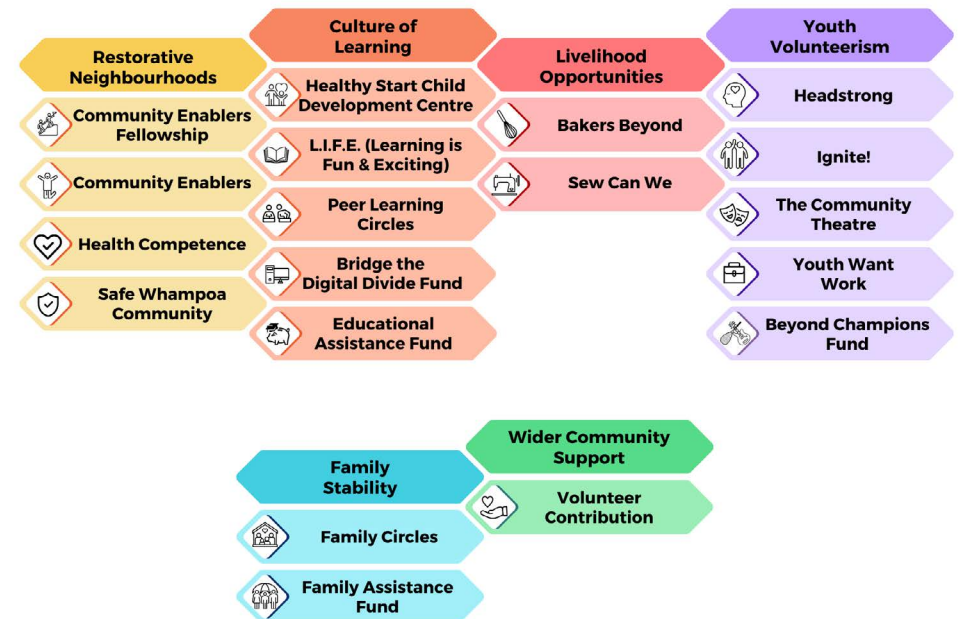 Restorative
Neighbourhoods
Community Enablers
Fellowship
Community Enablers
Health Competence
Safe Whampoa
Community
Culture of
Learning
Healthy Start Child
Development Centre
L.I.F.E. (Learning is
Fun & Exciting)
Peer Learning
Circles
Bridge the
Digital Divide Fund
Educational
Assistance Fund
Livelihood
Opportunities
Bakers Beyond
Sew Can We
Youth
Volunteerism
Headstrong
Ignite!
The Community
Theatre
Youth Want
Work
Beyond Champions
Fund
Family
Stability
Family Circles
Family Assistance
Fund
Wider Community
Support
Volunteer
Contribution